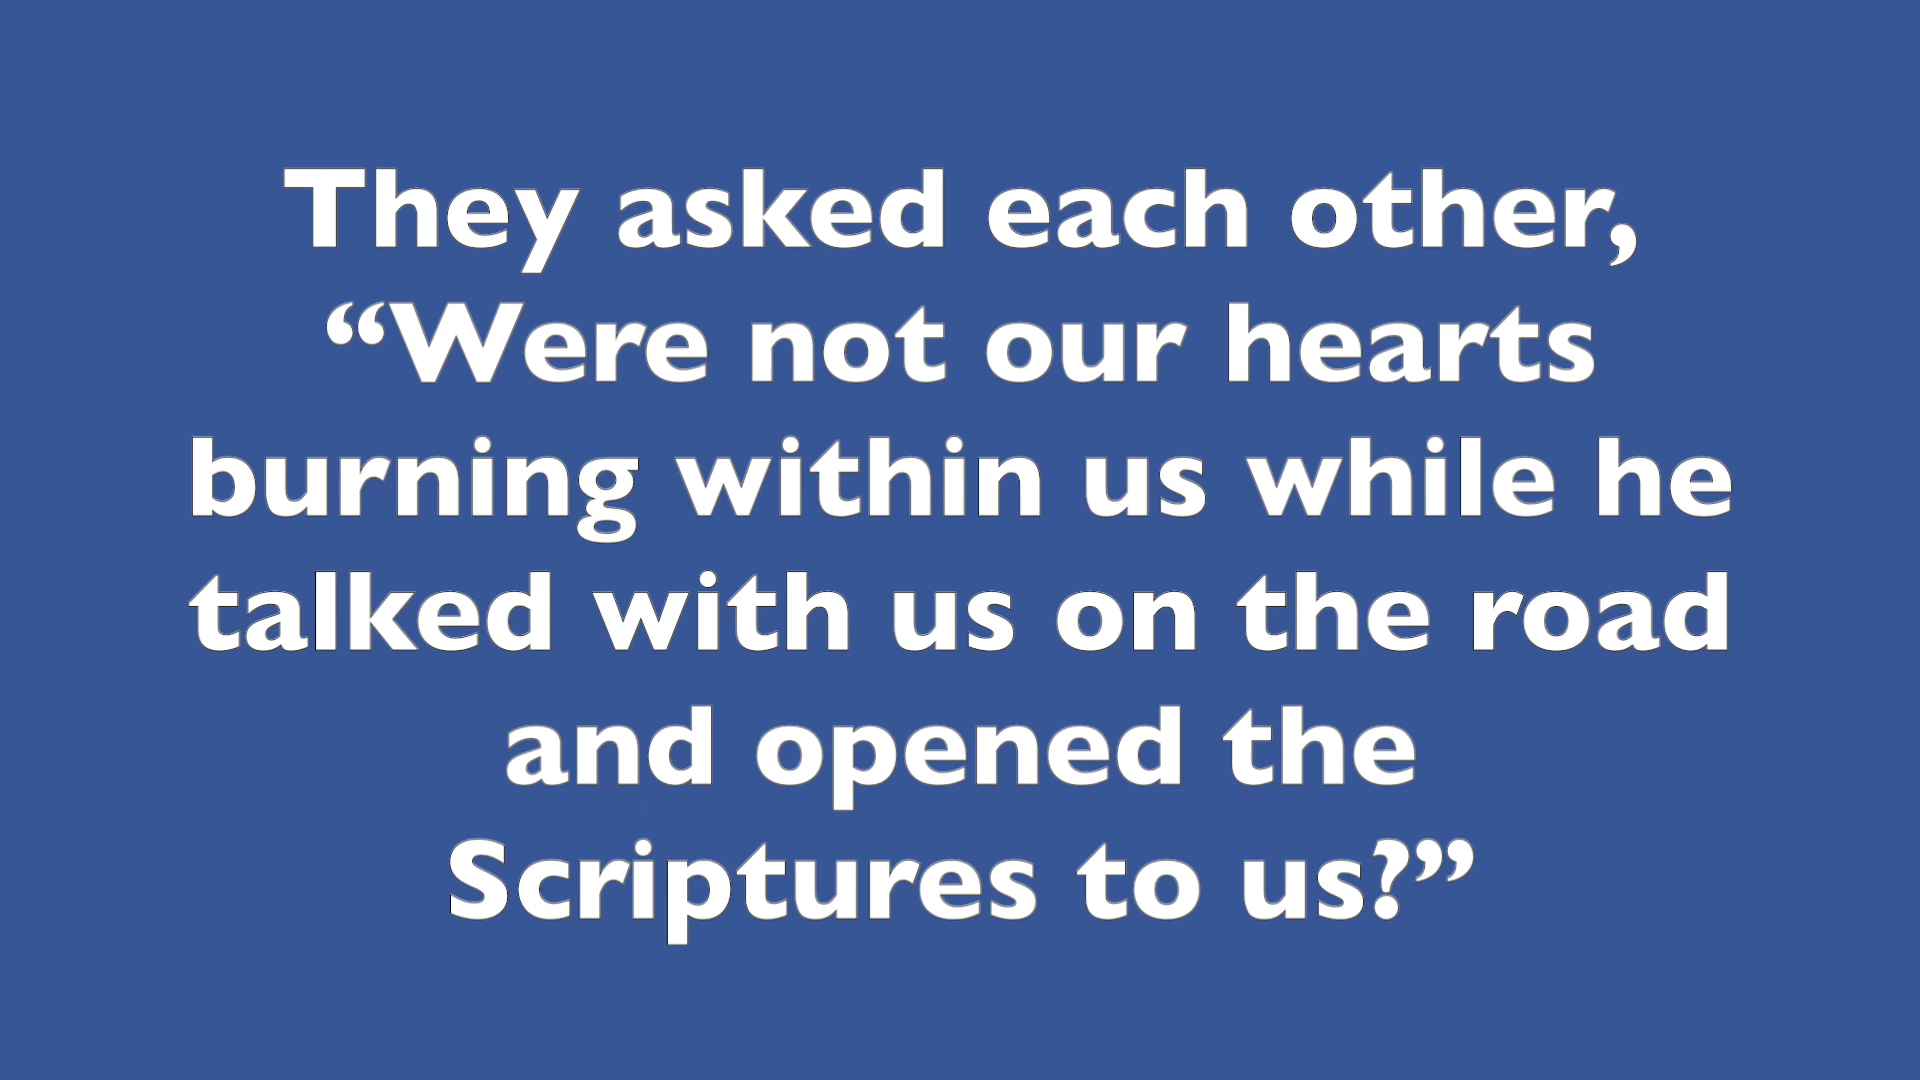 They asked each other,
“Were not our hearts
burning within us while he
talked with us on the road
and opened the
Scriptures to us?”